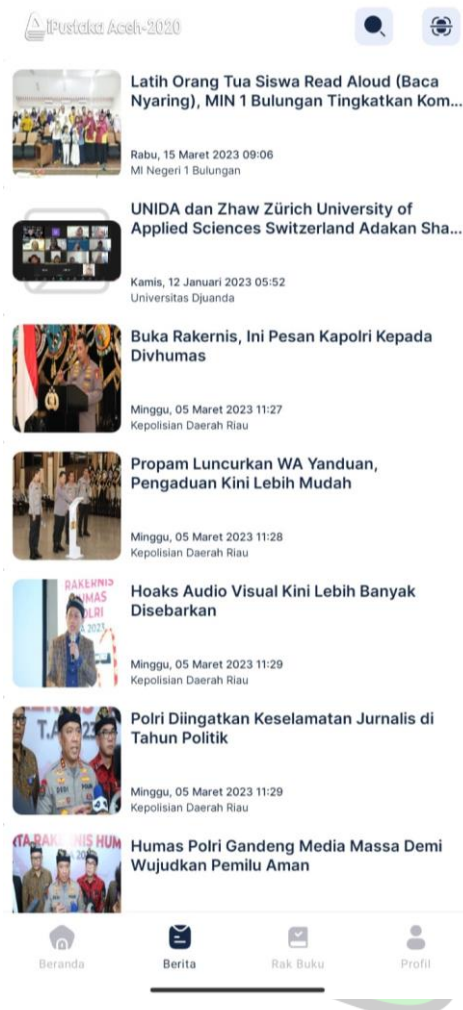 iPustaka Aceh-2020
Latih Orang Tua Siswa Read Aloud (Baca
Nyaring), MIN 1 Bulungan Tingkatkan Kom...
Rabu, 15 Maret 2023 09:06
MI Negeri 1 Bulungan
UNIDA dan Zhaw Zürich University of
Applied Sciences Switzerland Adakan Sha...
Kamis, 12 Januari 2023 05:52
Universitas Djuanda
Buka Rakernis, Ini Pesan Kapolri Kepada
Divhumas
Minggu, 05 Maret 2023 11:27
Kepolisian Daerah Riau
Propam Luncurkan WA Yanduan,
Pengaduan Kini Lebih Mudah
Minggu, 05 Maret 2023 11:28
Kepolisian Daerah Riau
RAKERNIS
Hoaks Audio Visual Kini Lebih Banyak
Disebarkan
Minggu, 05 Maret 2023 11:29
Kepolisian Daerah Riau
Polri Diingatkan Keselamatan Jurnalis di
Tahun Politik
Minggu, 05 Maret 2023 11:29
Kepolisian Daerah Riau
Humas Polri Gandeng Media Massa Demi
Wujudkan Pemilu Aman
Beranda
Berita
Rak Buku
Profil